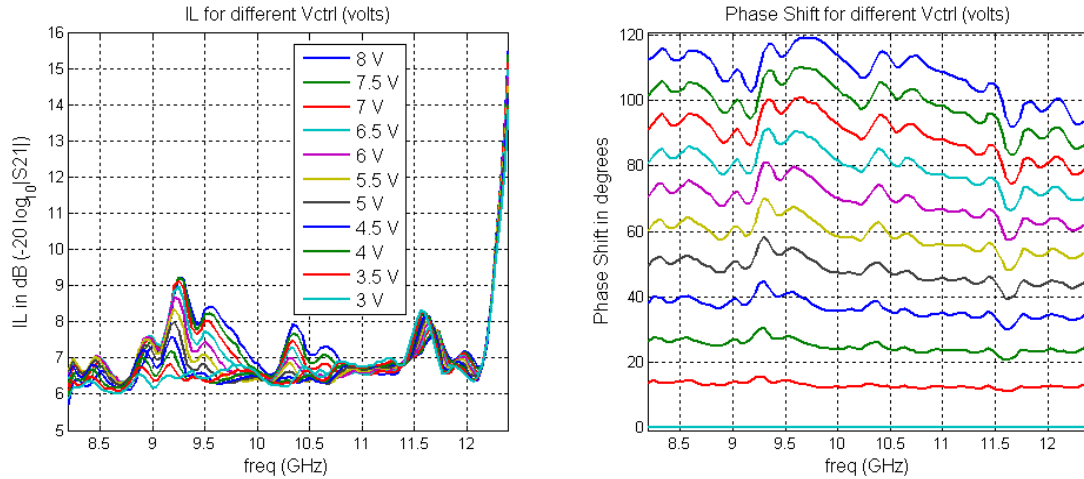 IL for different Vctrl (volts)
IL in dB (-20 log10|S21|)
16
15
14
13
12
11
10
9
8
7
6
5
8 V
7.5 V
7 V
6.5 V
6 V
5.5 V
5 V
4.5 V
4 V
3.5 V
3 V
8.5 9 9.5 10 10.5 11 11.5 12
freq (GHz)
Phase Shift for different Vctrl (volts)
Phase Shift in degrees
120
100
80
60
40
20
0
8.5 9 9.5 10 10.5 11 11.5 12
freq (GHz)